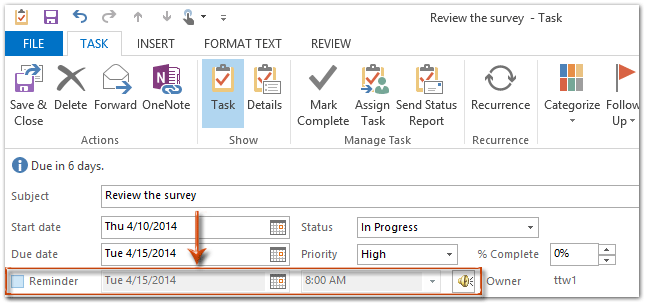 Review the survey - Task
FILE TASK INSERT FORMAT TEXT REVIEW
Save & Close Delete Forward OneNote Task Details Mark Complete Assign Task Send Status Report Recurrence Categorize Follow Up
Actions Show Manage Task Recurrence
Due in 6 days.
Subject Review the survey
Start date Thu 4/10/2014 Status In Progress
Due date Tue 4/15/2014 Priority High % Complete 0%
Reminder Tue 4/15/2014 8:00 AM Owner ttw1